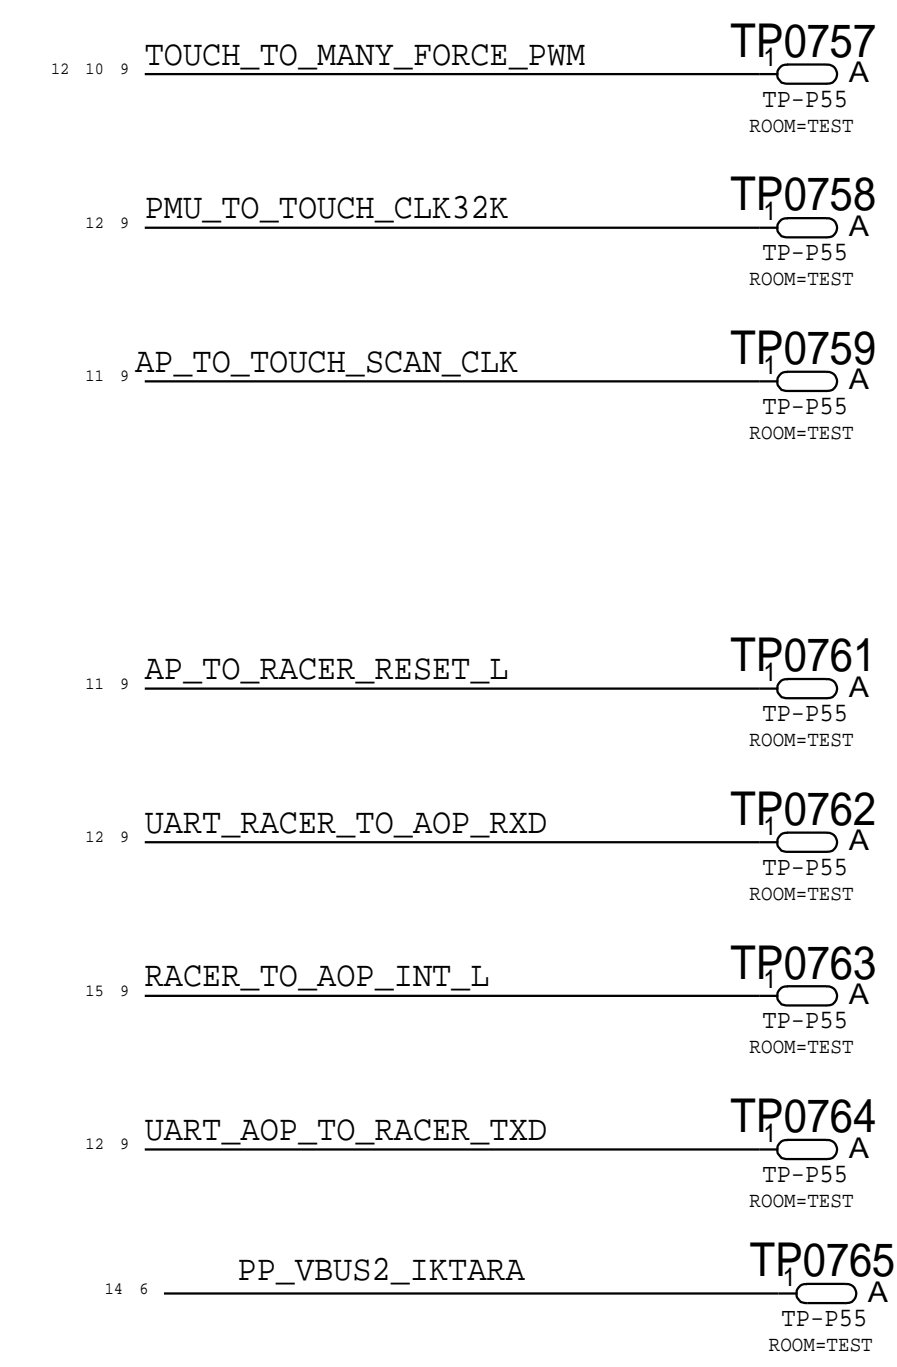 TOUCH_TO_MANY_FORCE_PWM TP0757
12 10 9 1 A
TP-P55
ROOM=TEST
PMU_TO_TOUCH_CLK32K TP0758
12 9 1 A
TP-P55
ROOM=TEST
AP_TO_TOUCH_SCAN_CLK TP0759
11 9 1 A
TP-P55
ROOM=TEST
AP_TO_RACER_RESET_L TP0761
11 9 1 A
TP-P55
ROOM=TEST
UART_RACER_TO_AOP_RXD TP0762
12 9 1 A
TP-P55
ROOM=TEST
RACER_TO_AOP_INT_L TP0763
15 9 1 A
TP-P55
ROOM=TEST
UART_AOP_TO_RACER_TXD TP0764
12 9 1 A
TP-P55
ROOM=TEST
PP_VBUS2_IKTARA TP0765
14 6 1 A
TP-P55
ROOM=TEST